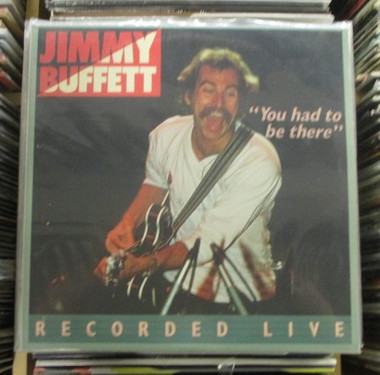 JIMMY
BUFFETT
"You had to
be there"
RECORDED LIVE